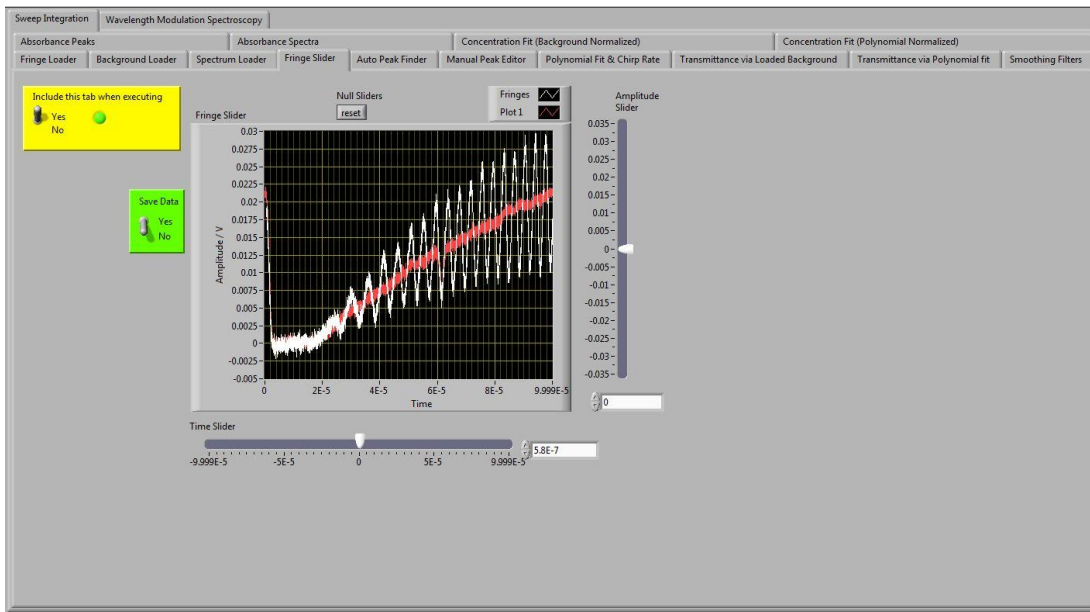 Sweep Integration
Wavelength Modulation Spectroscopy
Absorbance Peaks
Absorbance Spectra
Concentration Fit (Background Normalized)
Concentration Fit (Polynomial Normalized)
Fringe Loader
Background Loader
Spectrum Loader
Fringe Slider
Auto Peak Finder
Manual Peak Editor
Polynomial Fit & Chirp Rate
Transmittance via Loaded Background
Transmittance via Polynomial fit
Smoothing Filters
Include this tab when executing
Yes
No
Save Data
Yes
No
Null Sliders
reset
Fringes
Plot 1
Fringe Slider
Amplitude / V
0.03
0.0275
0.025
0.0225
0.02
0.0175
0.015
0.0125
0.01
0.0075
0.005
0.0025
0
-0.0025
-0.005
0
2E-5
4E-5
6E-5
8E-5
9.999E-5
Time
Amplitude
Slider
0.035
0.03
0.025
0.02
0.015
0.01
0.005
0
-0.005
-0.01
-0.015
-0.02
-0.025
-0.03
-0.035
0
Time Slider
-9.999E-5
-5E-5
0
5E-5
9.999E-5
5.8E-7